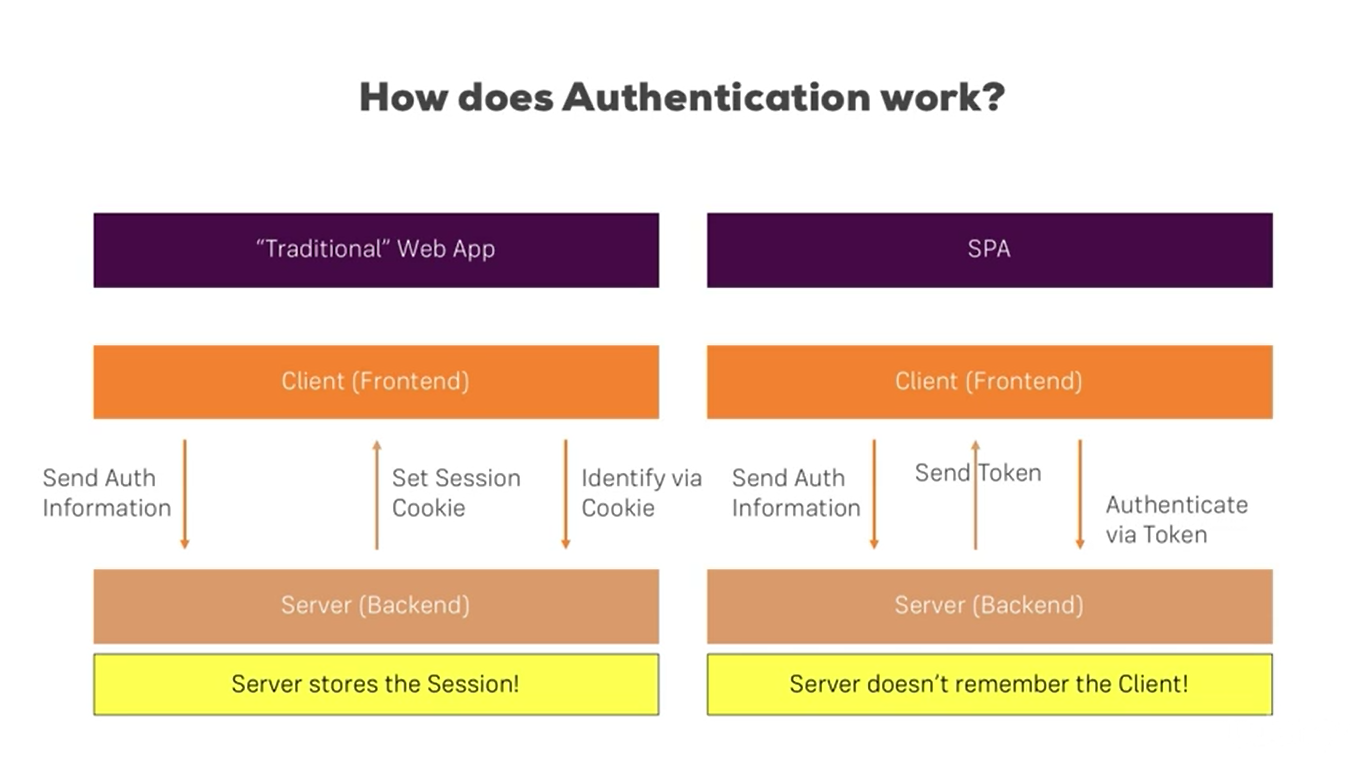 How does Authentication work?
“Traditional” Web App
SPA
Client (Frontend)
Client (Frontend)
Send Auth
Information
Set Session
Cookie
Identify via
Cookie
Send Auth
Information
Send Token
Authenticate
via Token
Server (Backend)
Server (Backend)
Server stores the Session!
Server doesn’t remember the Client!